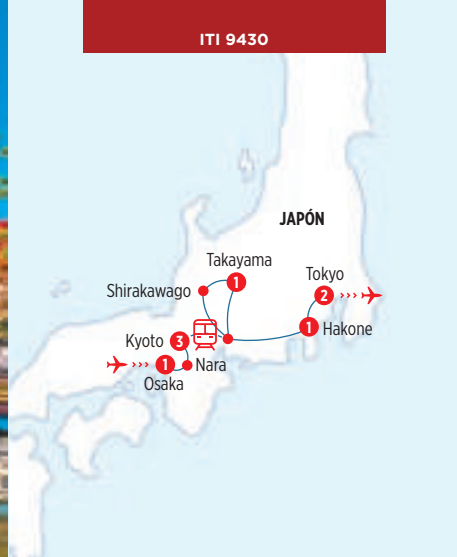 ITI 9430
JAPÓN
Takayama
1
Tokyo
Shirakawago
2
1
Hakone
Kyoto
3
1
Nara
Osaka